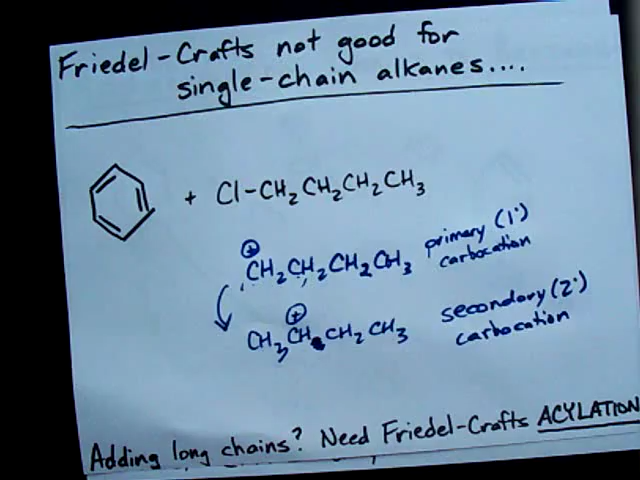 Friedel-Crafts not good for
single-chain alkanes....
+ Cl-CH2CH2CH2CH3
⊕
CH2CH2CH2CH3 primary (1°)
carbocation
⊕
CH3CHCH2CH3 secondary (2°)
carbocation
Adding long chains? Need Friedel-Crafts ACYLATION